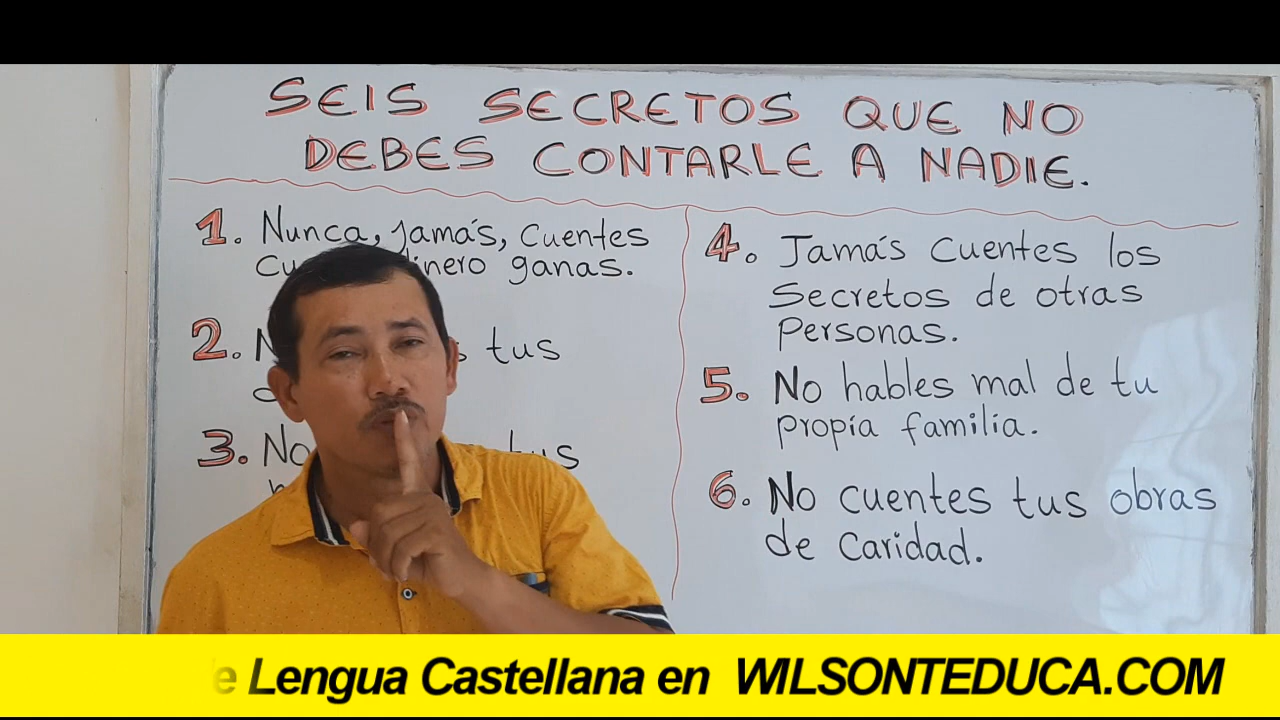 SEIS SECRETOS QUE NO
DEBES CONTARLE A NADIE.
1. Nunca, jamás, cuentes
dinero ganas.
2. tus
3. No tus
4. Jamás cuentes los
secretos de otras
personas.
5. No hables mal de tu
propía familia.
6. No cuentes tus obras
de caridad.
Lengua Castellana en WILSONTEDUCA.COM